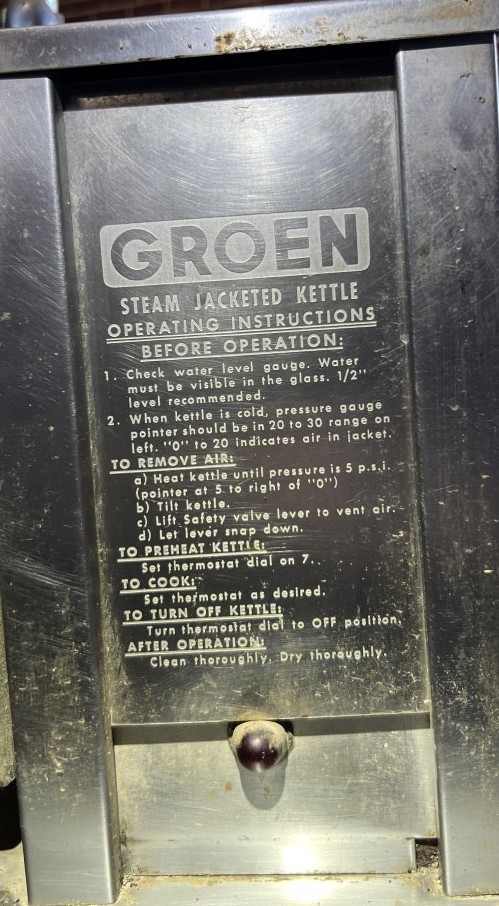 GROEN
STEAM JACKETED KETTLE
OPERATING INSTRUCTIONS
BEFORE OPERATION:
1. Check water level gauge. Water
must be visible in the glass. 1/2"
level recommended.
2. When kettle is cold, pressure gauge
pointer should be in 20 to 30 range on
left. "0" to 20 indicates air in jacket.
TO REMOVE AIR:
a) Heat kettle until pressure is 5 p.s.i.
(pointer at 5 to right of "0")
b) Tilt kettle.
c) Lift Safety valve lever to vent air.
d) Let lever snap down.
TO PREHEAT KETTLE:
Set thermostat dial on 7.
TO COOK:
Set thermostat as desired.
TO TURN OFF KETTLE:
Turn thermostat dial to OFF position.
AFTER OPERATION:
Clean thoroughly. Dry thoroughly.